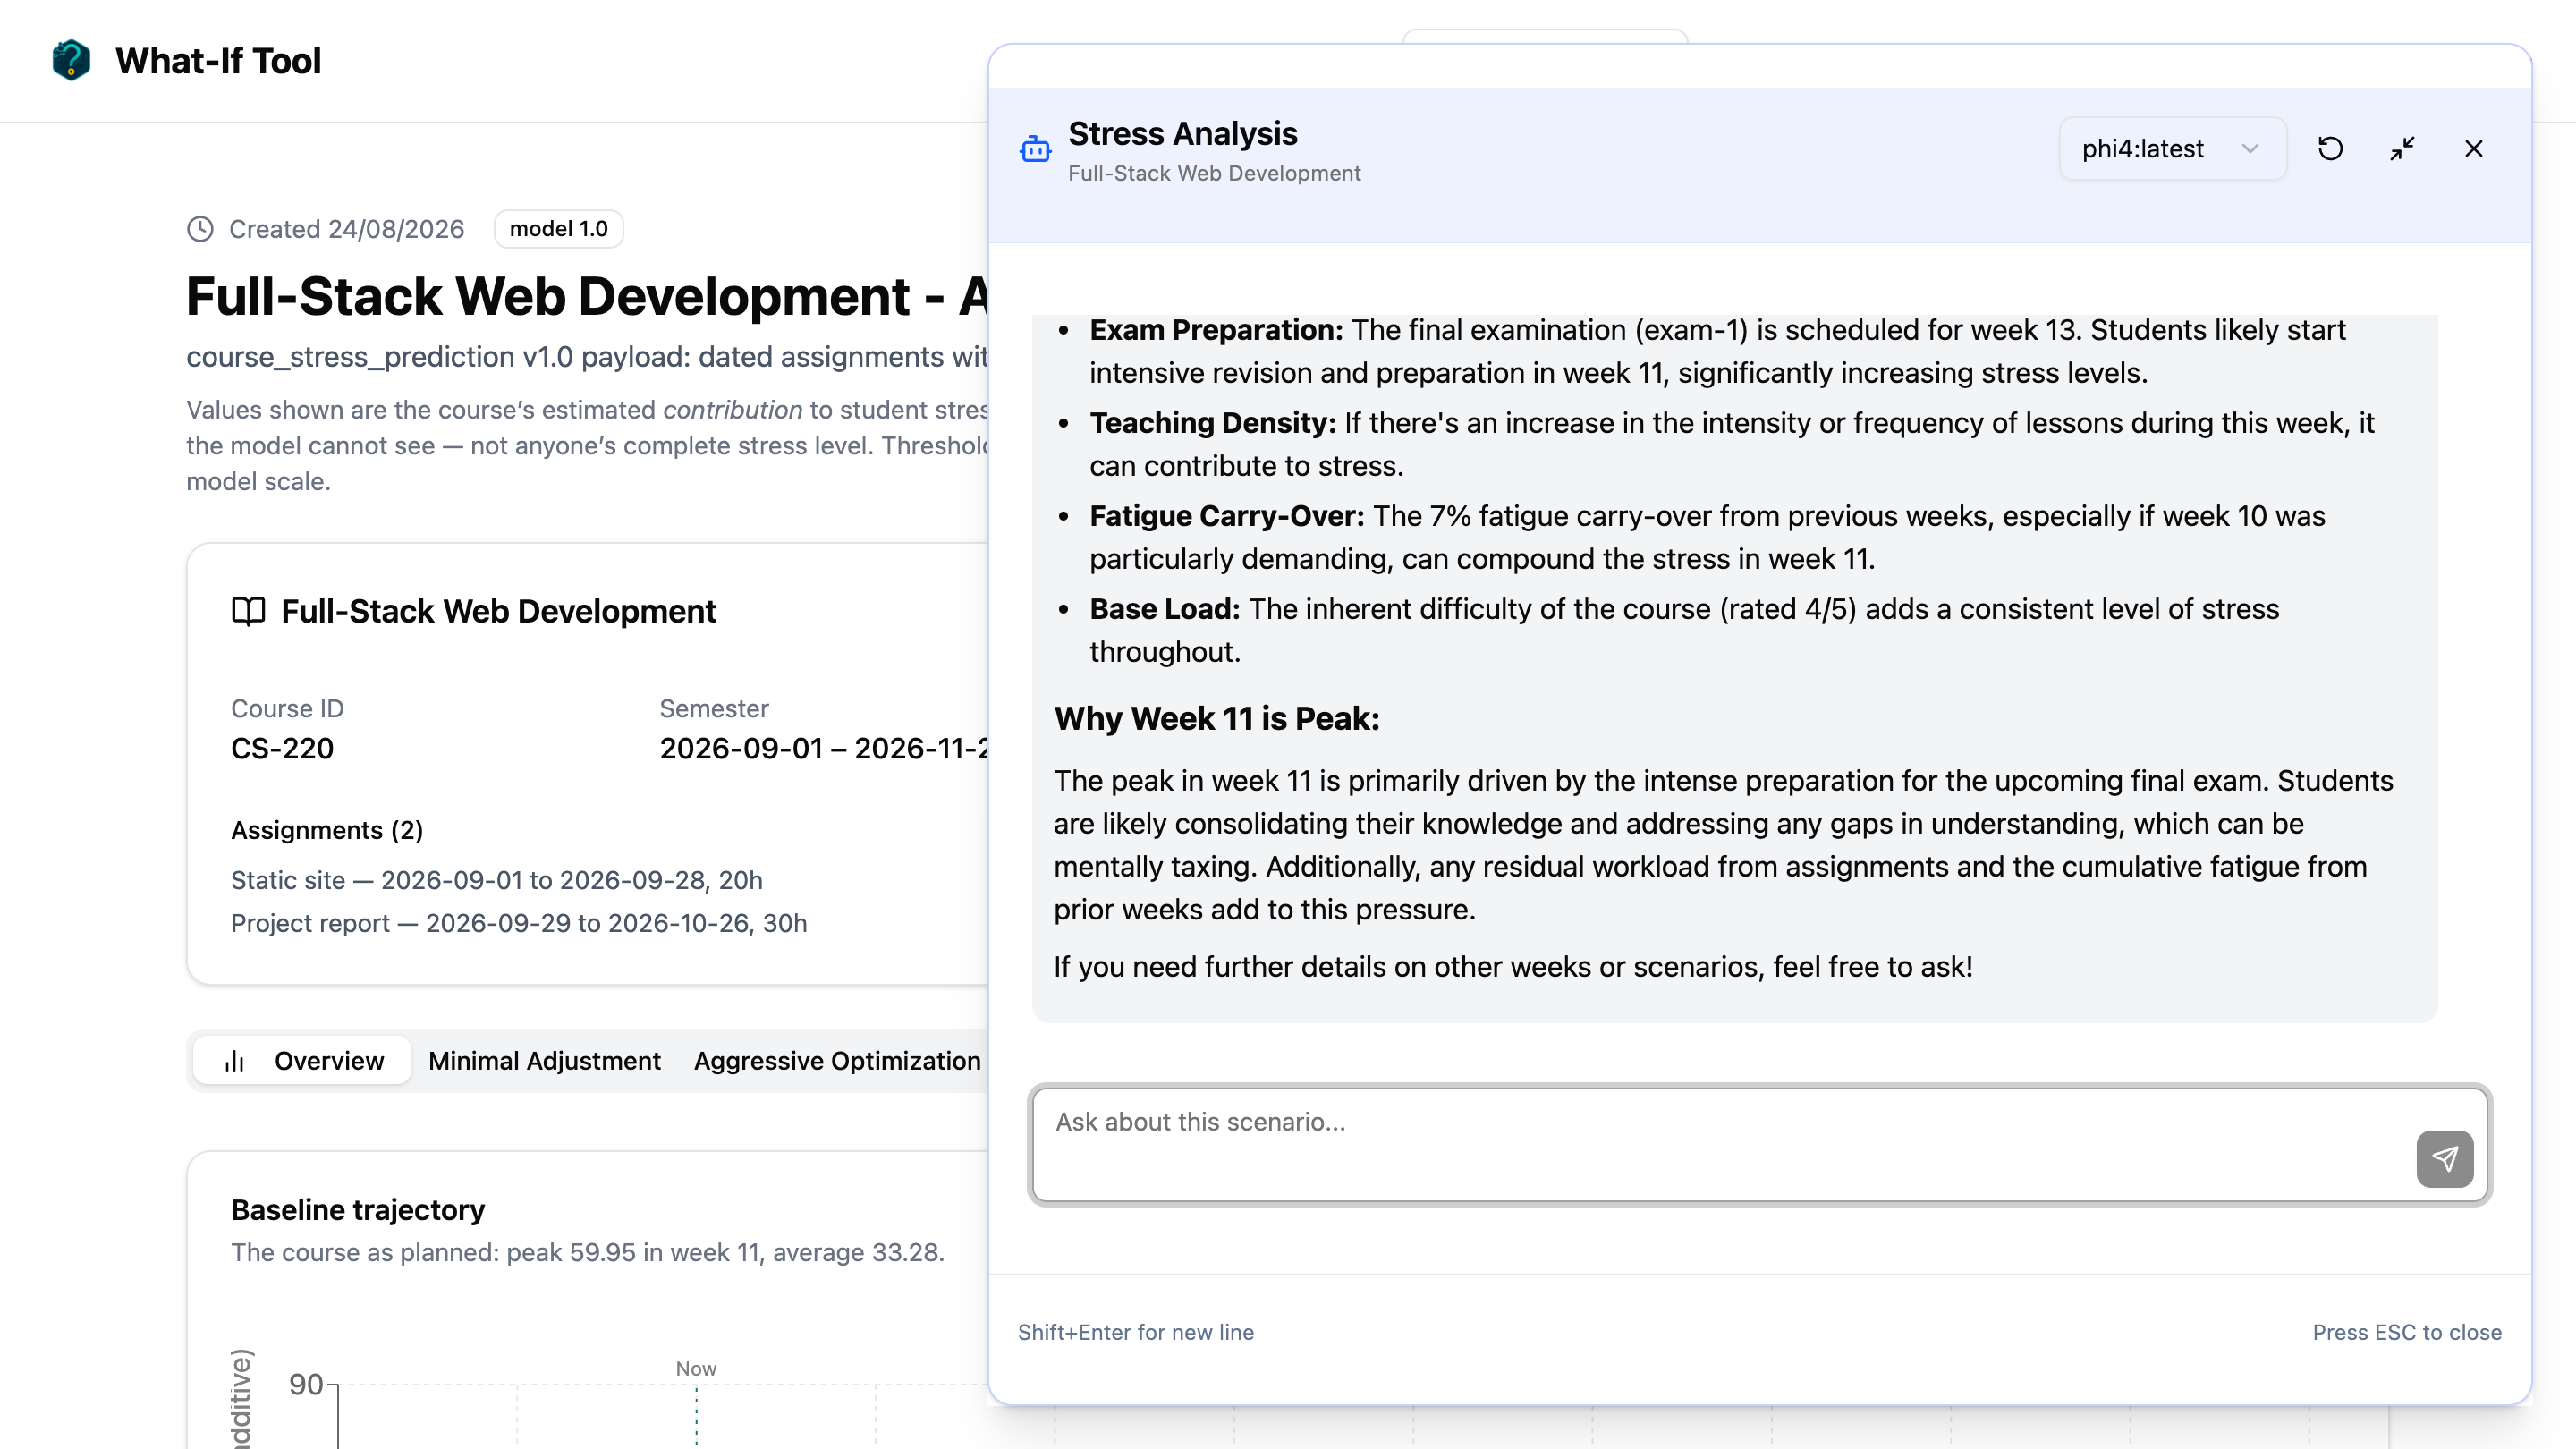 What-If Tool
Created 24/08/2026
model 1.0
Full-Stack Web Development - A
course_stress_prediction v1.0 payload: dated assignments wit
Values shown are the course's estimated contribution to student stres
the model cannot see — not anyone's complete stress level. Threshold
model scale.
Full-Stack Web Development
Course ID
Semester
CS-220
2026-09-01 – 2026-11-2
Assignments (2)
Static site — 2026-09-01 to 2026-09-28, 20h
Project report — 2026-09-29 to 2026-10-26, 30h
Overview
Minimal Adjustment
Aggressive Optimization
Baseline trajectory
The course as planned: peak 59.95 in week 11, average 33.28.
Now
90
additive)
Stress Analysis
Full-Stack Web Development
phi4:latest
• Exam Preparation: The final examination (exam-1) is scheduled for week 13. Students likely start
intensive revision and preparation in week 11, significantly increasing stress levels.
• Teaching Density: If there's an increase in the intensity or frequency of lessons during this week, it
can contribute to stress.
• Fatigue Carry-Over: The 7% fatigue carry-over from previous weeks, especially if week 10 was
particularly demanding, can compound the stress in week 11.
• Base Load: The inherent difficulty of the course (rated 4/5) adds a consistent level of stress
throughout.
Why Week 11 is Peak:
The peak in week 11 is primarily driven by the intense preparation for the upcoming final exam. Students
are likely consolidating their knowledge and addressing any gaps in understanding, which can be
mentally taxing. Additionally, any residual workload from assignments and the cumulative fatigue from
prior weeks add to this pressure.
If you need further details on other weeks or scenarios, feel free to ask!
Ask about this scenario...
Shift+Enter for new line
Press ESC to close